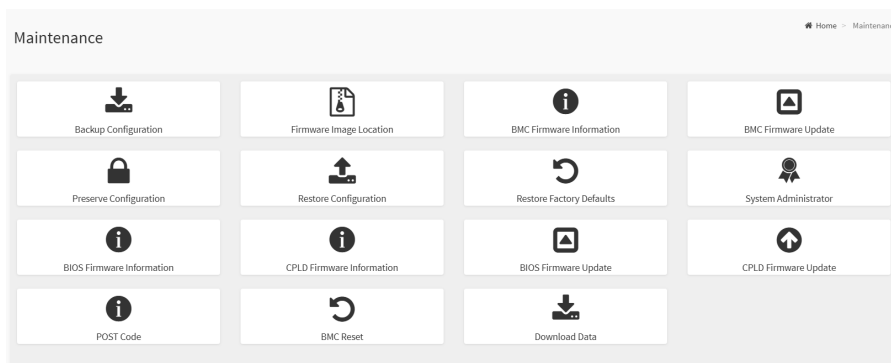 Home > Maintenanc
Maintenance
Backup Configuration
Firmware Image Location
BMC Firmware Information
BMC Firmware Update
Preserve Configuration
Restore Configuration
Restore Factory Defaults
System Administrator
BIOS Firmware Information
CPLD Firmware Information
BIOS Firmware Update
CPLD Firmware Update
POST Code
BMC Reset
Download Data